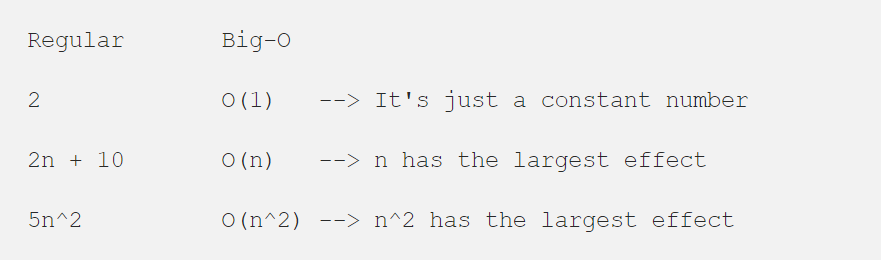 Regular Big-O
2 O(1) --> It's just a constant number
2n + 10 O(n) --> n has the largest effect
5n^2 O(n^2) --> n^2 has the largest effect